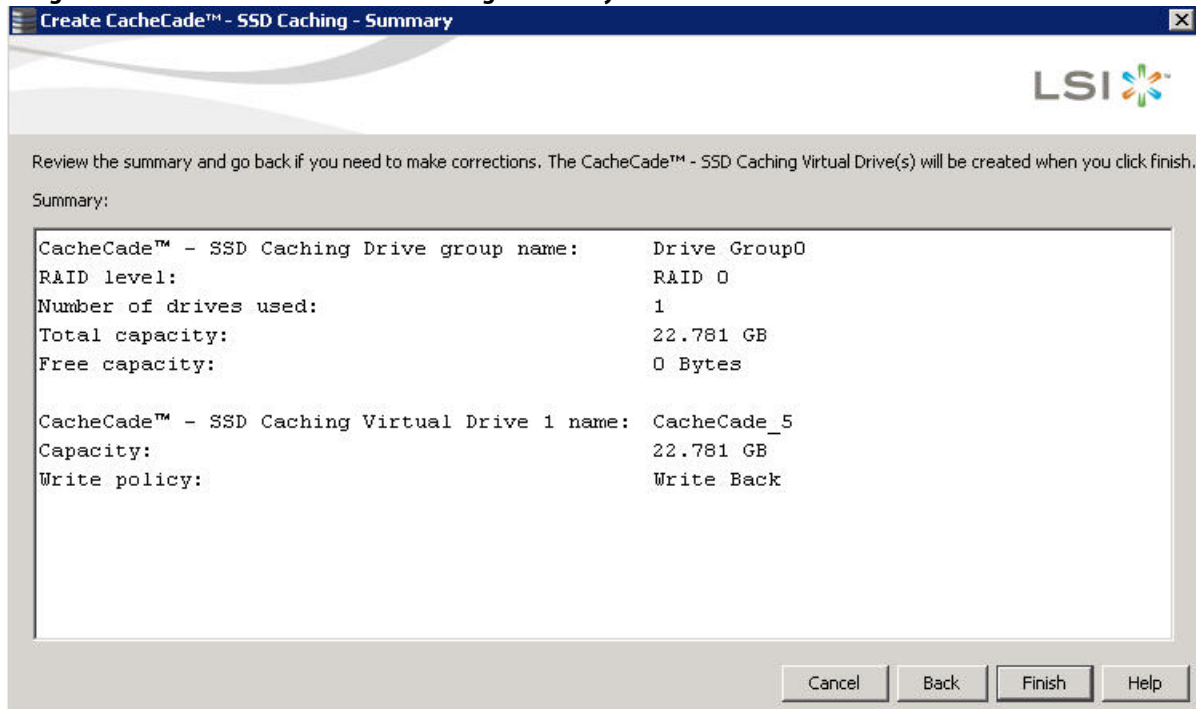 Create CacheCade™ - SSD Caching - Summary
LSI
Review the summary and go back if you need to make corrections. The CacheCade™ - SSD Caching Virtual Drive(s) will be created when you click finish.
Summary:
CacheCade™ - SSD Caching Drive group name: Drive Group0
RAID level: RAID 0
Number of drives used: 1
Total capacity: 22.781 GB
Free capacity: 0 Bytes
CacheCade™ - SSD Caching Virtual Drive 1 name: CacheCade_5
Capacity: 22.781 GB
Write policy: Write Back
Cancel Back Finish Help